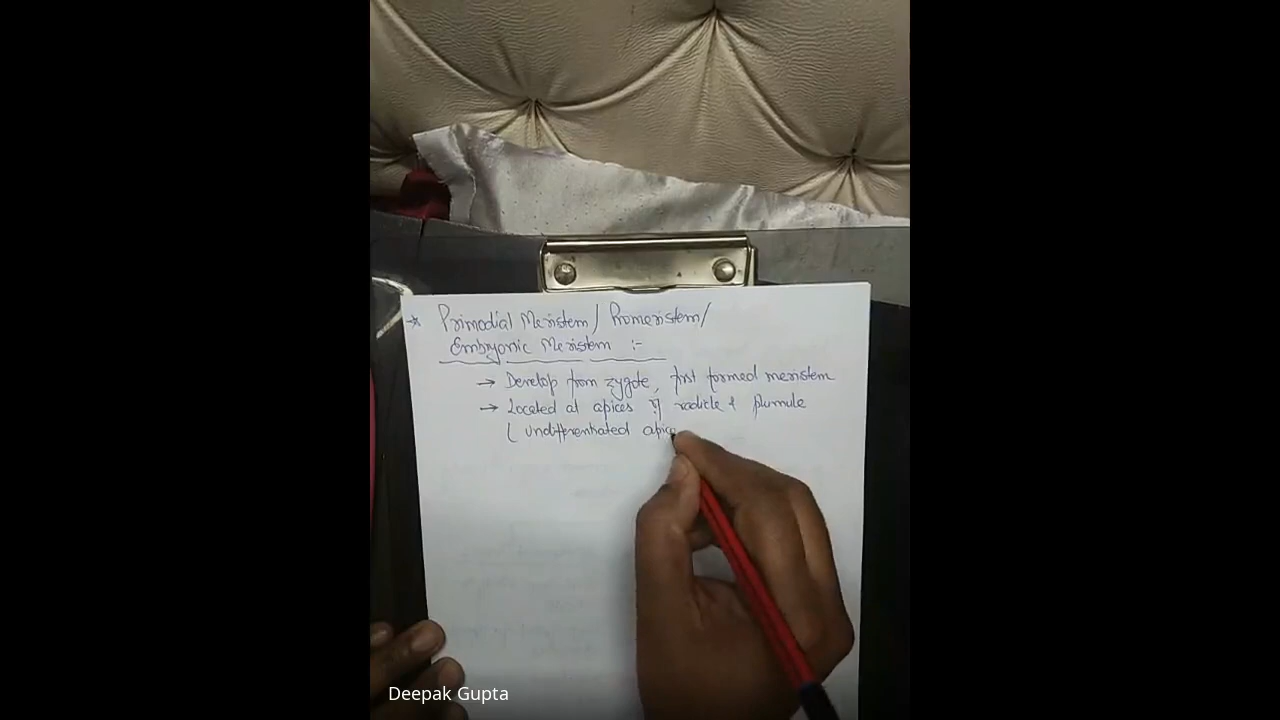 * Primodial Meristem / Promeristem /
Embryonic Meristem :-
→ Develop from zygote, first formed meristem
→ Located at apices of radicle & plumule
( undifferentiated apice
Deepak Gupta